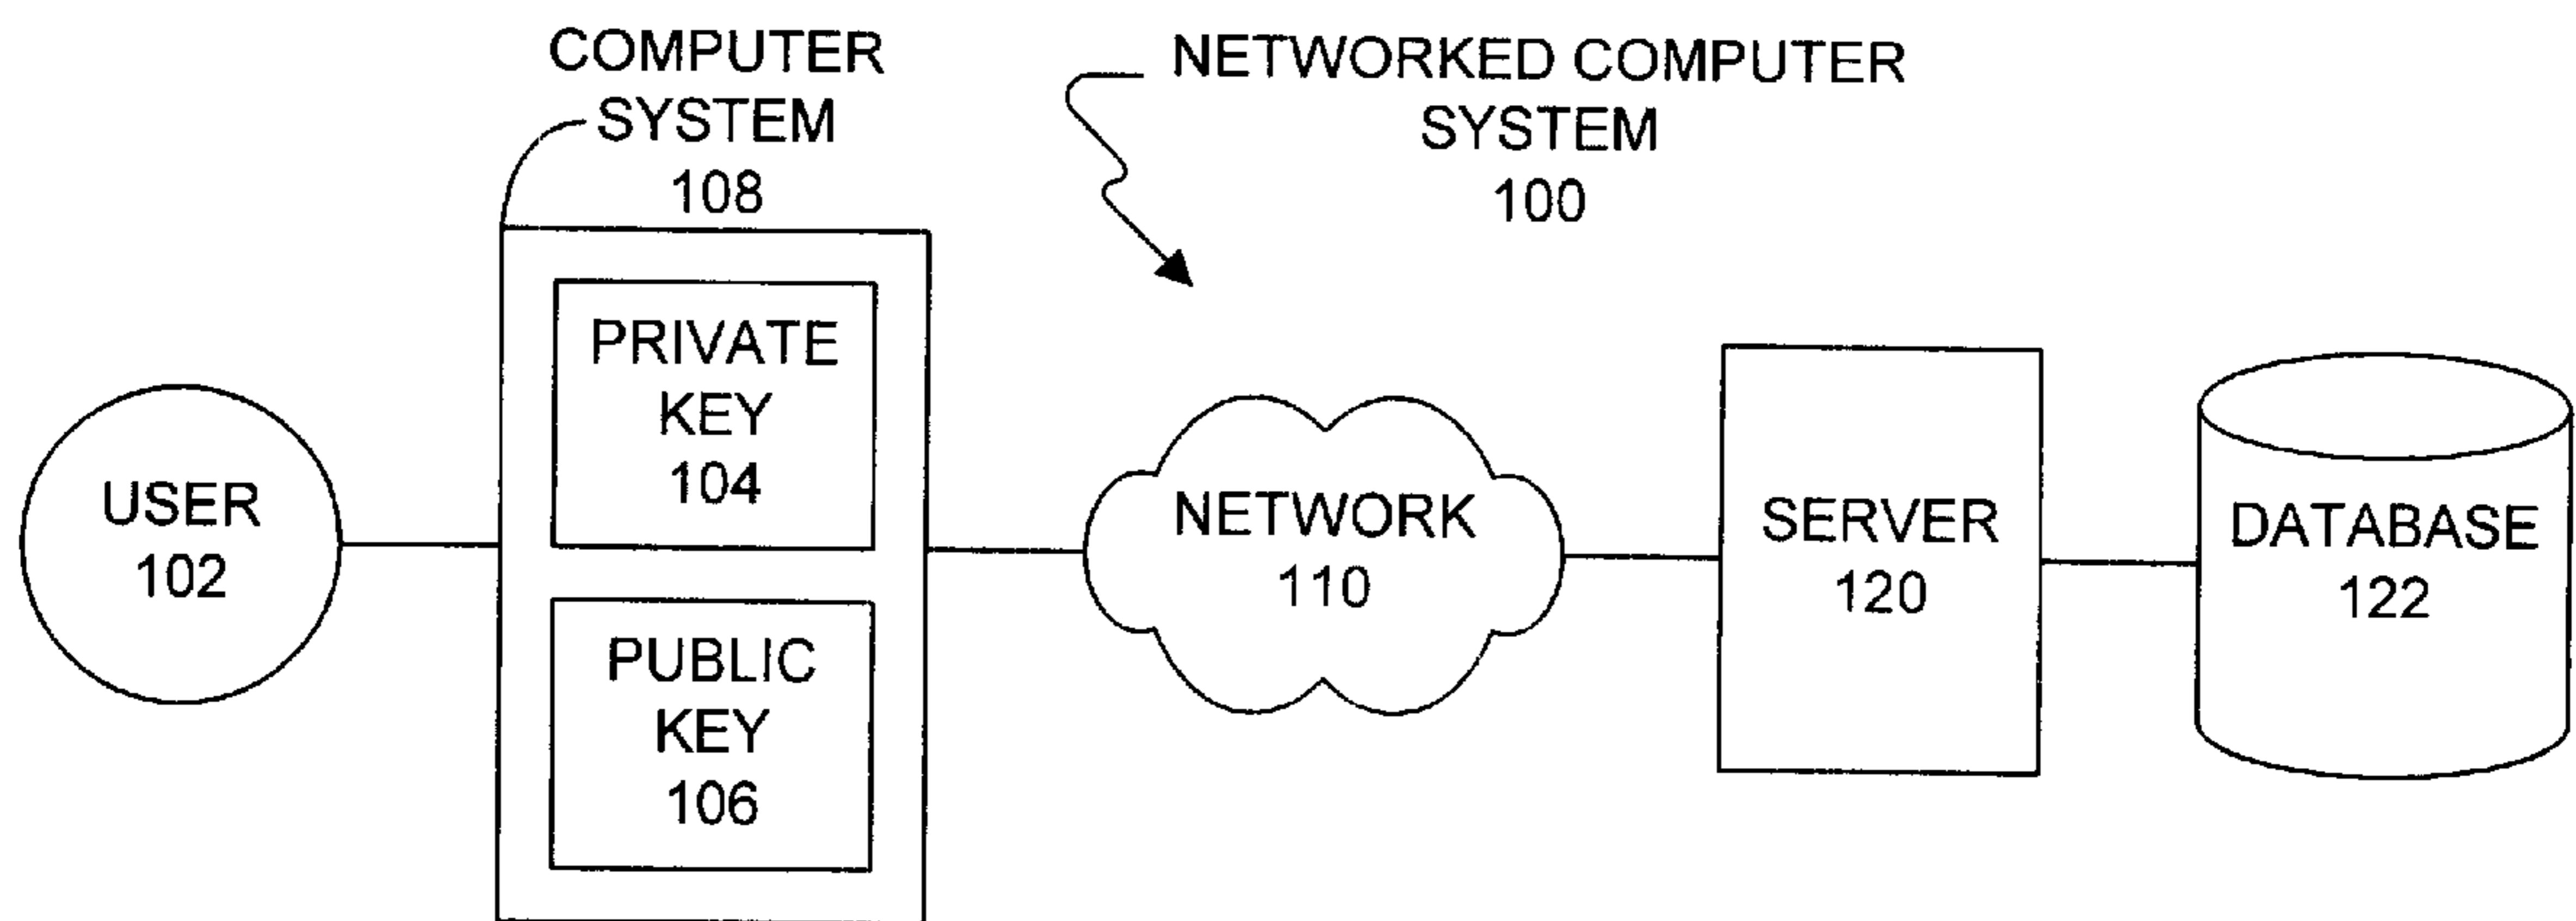 COMPUTER
SYSTEM
108
NETWORKED COMPUTER
SYSTEM
100
USER
102
PRIVATE
KEY
104
PUBLIC
KEY
106
NETWORK
110
SERVER
120
DATABASE
122